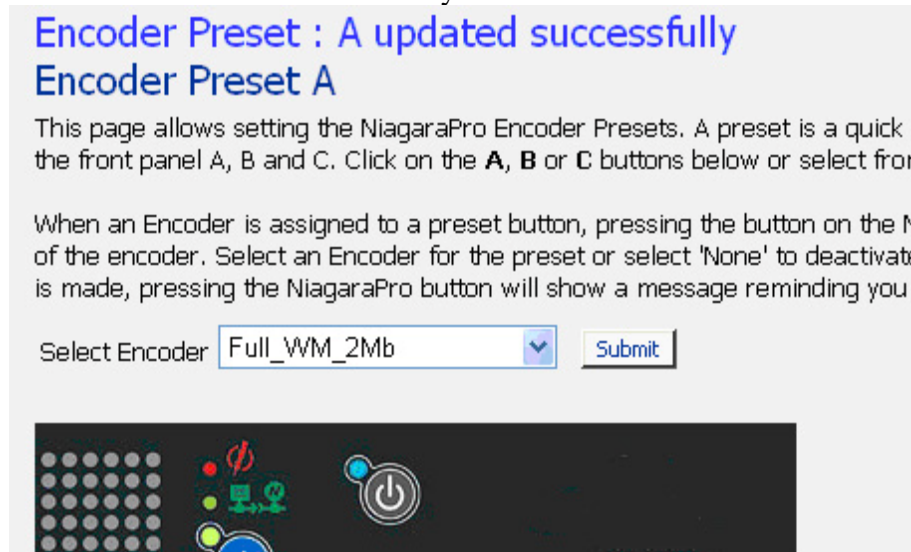 Encoder Preset : A updated successfully
Encoder Preset A
This page allows setting the NiagaraPro Encoder Presets. A preset is a quick
the front panel A, B and C. Click on the A, B or C buttons below or select from
When an Encoder is assigned to a preset button, pressing the button on the N
of the encoder. Select an Encoder for the preset or select 'None' to deactivate
is made, pressing the NiagaraPro button will show a message reminding you
Select Encoder Full_WM_2Mb Submit